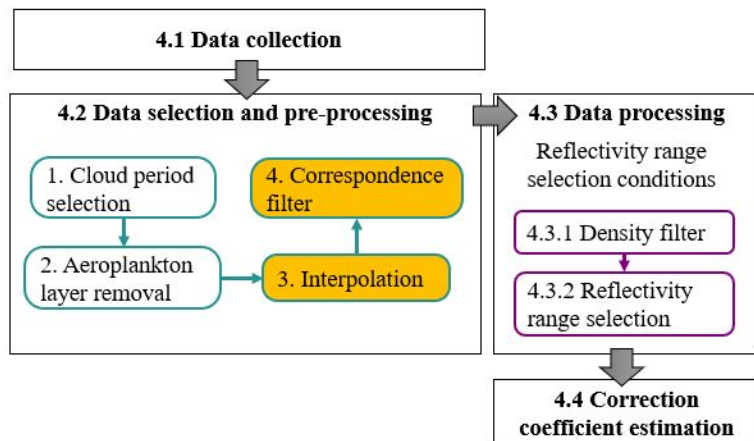 4.1 Data collection
4.2 Data selection and pre-processing
1. Cloud period
selection
2. Aeroplankton
layer removal
3. Interpolation
4. Correspondence
filter
4.3 Data processing
Reflectivity range
selection conditions
4.3.1 Density filter
4.3.2 Reflectivity
range selection
4.4 Correction
coefficient estimation